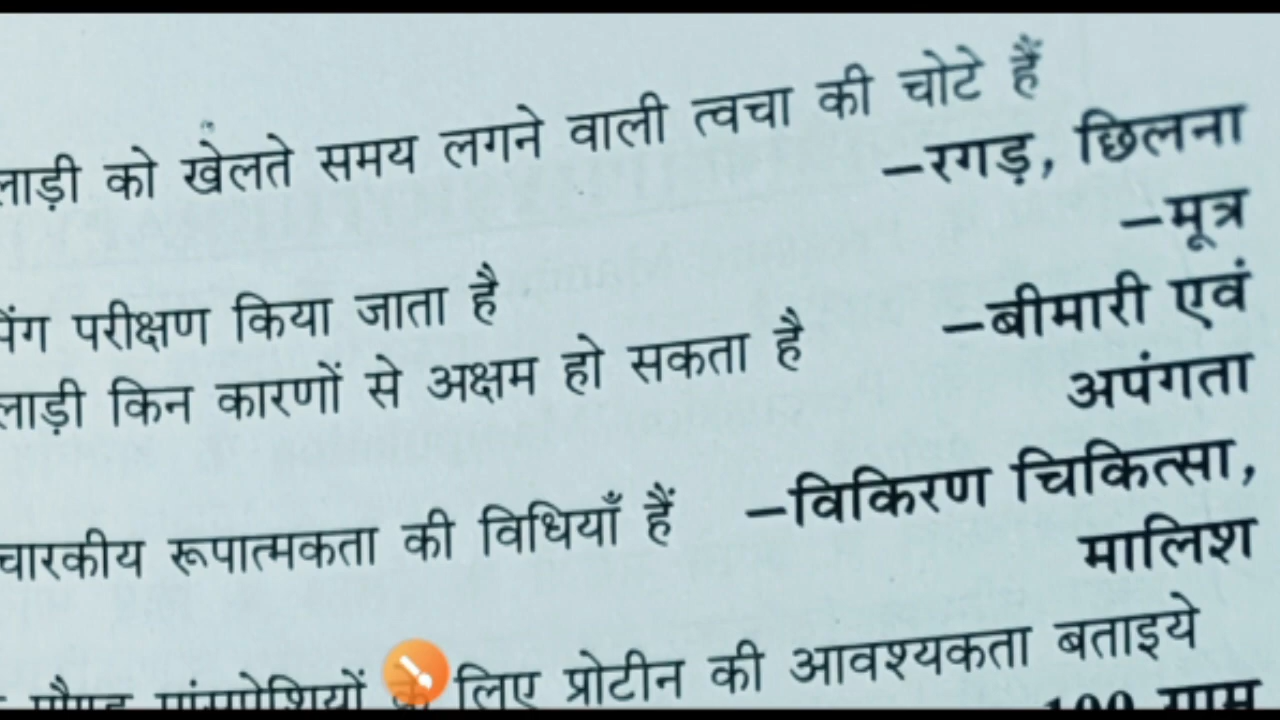 लाड़ी को खेलते समय लगने वाली त्वचा की चोटे हैं
–रगड़, छिलना
–मूत्र
पिंग परीक्षण किया जाता है
लाड़ी किन कारणों से अक्षम हो सकता है
–बीमारी एवं
अपंगता
चारकीय रूपात्मकता की विधियाँ हैं –विकिरण चिकित्सा,
मालिश
लिए प्रोटीन की आवश्यकता बताइये